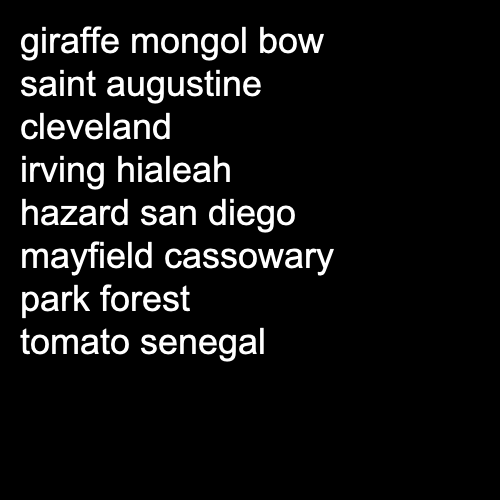 giraffe mongol bow
saint augustine
cleveland
irving hialeah
hazard san diego
mayfield cassowary
park forest
tomato senegal